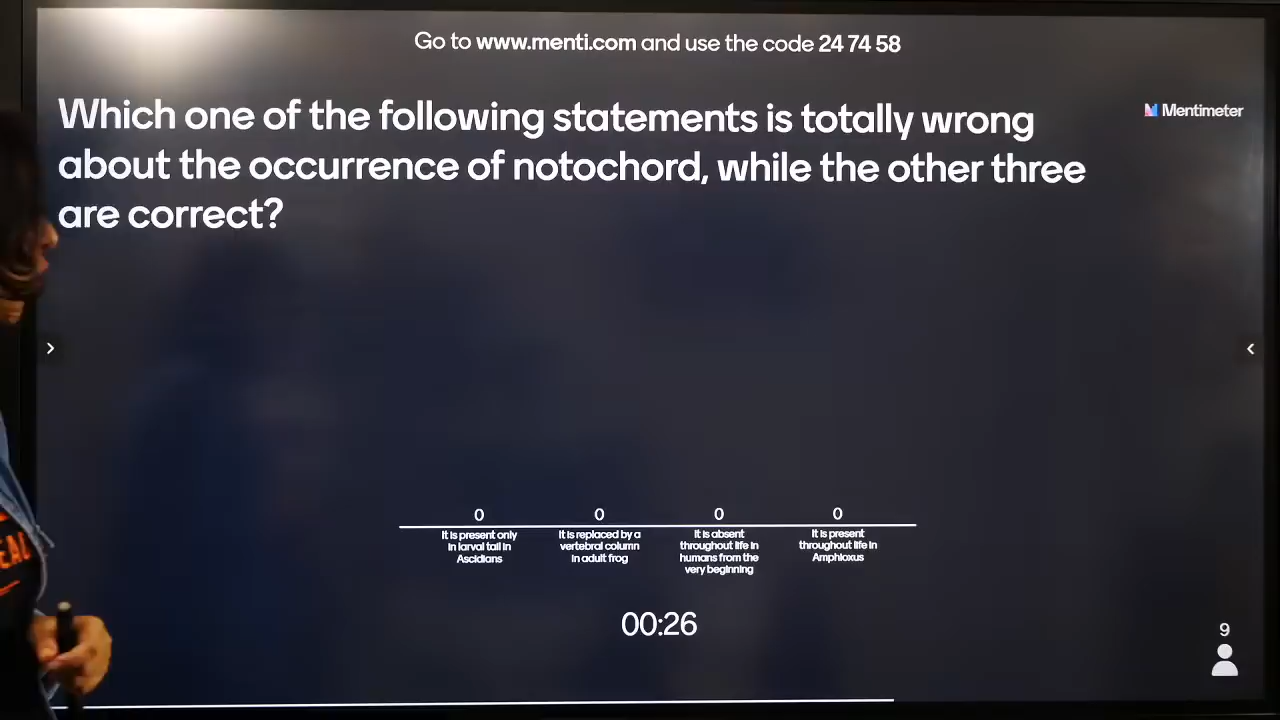 Go to www.menti.com and use the code 24 74 58
Which one of the following statements is totally wrong
about the occurrence of notochord, while the other three
are correct?
Mentimeter
0
0
0
0
It is present only
in larval tail in
Ascidians
It is replaced by a
vertebral column
in adult frog
It is absent
throughout life in
humans from the
very beginning
It is present
throughout life in
Amphioxus
00:26
9